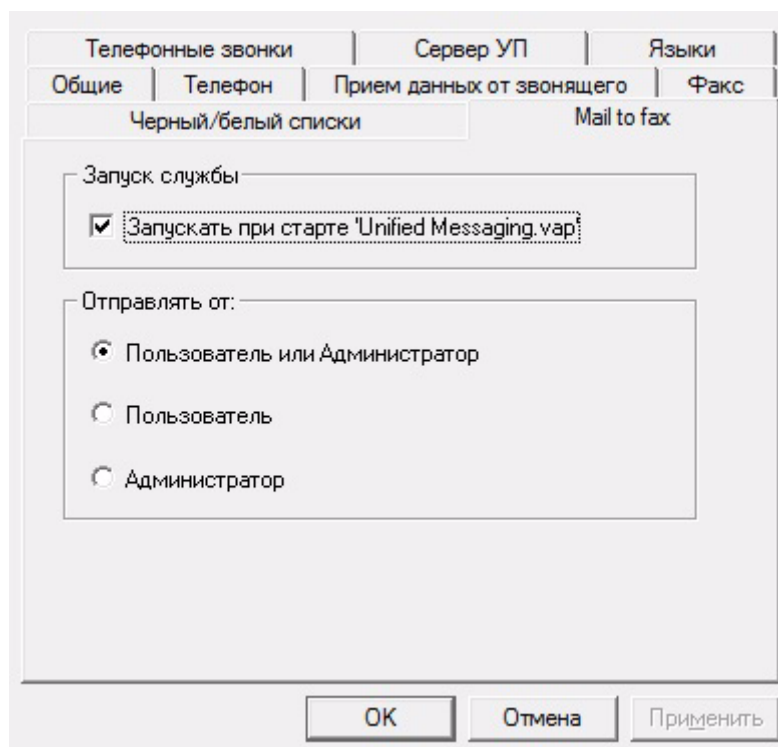 Телефонные звонки Сервер УП Языки
Общие Телефон Прием данных от звонящего Факс
Черный/белый списки Mail to fax
Запуск службы
Запускать при старте 'Unified Messaging.vap'
Отправлять от:
Пользователь или Администратор
Пользователь
Администратор
OK Отмена Применить